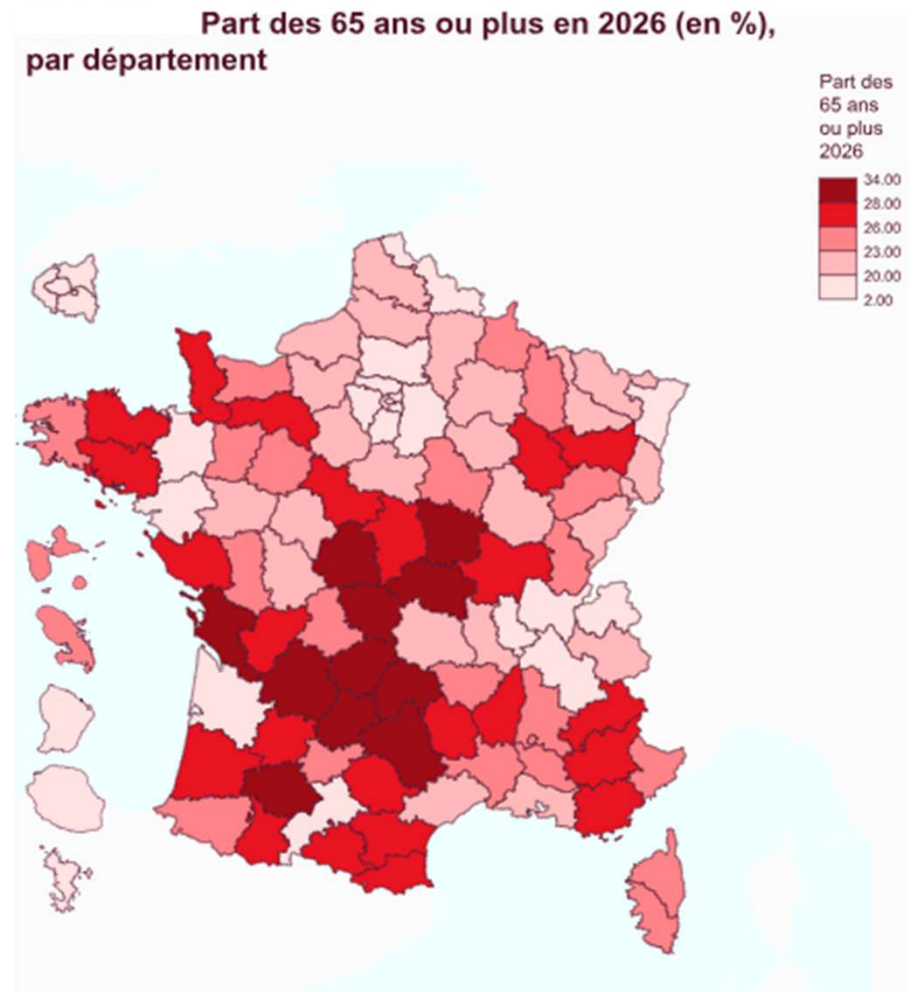 Part des 65 ans ou plus en 2026 (en %),
par département
Part des
65 ans
ou plus
2026
34.00
28.00
26.00
23.00
20.00
2.00